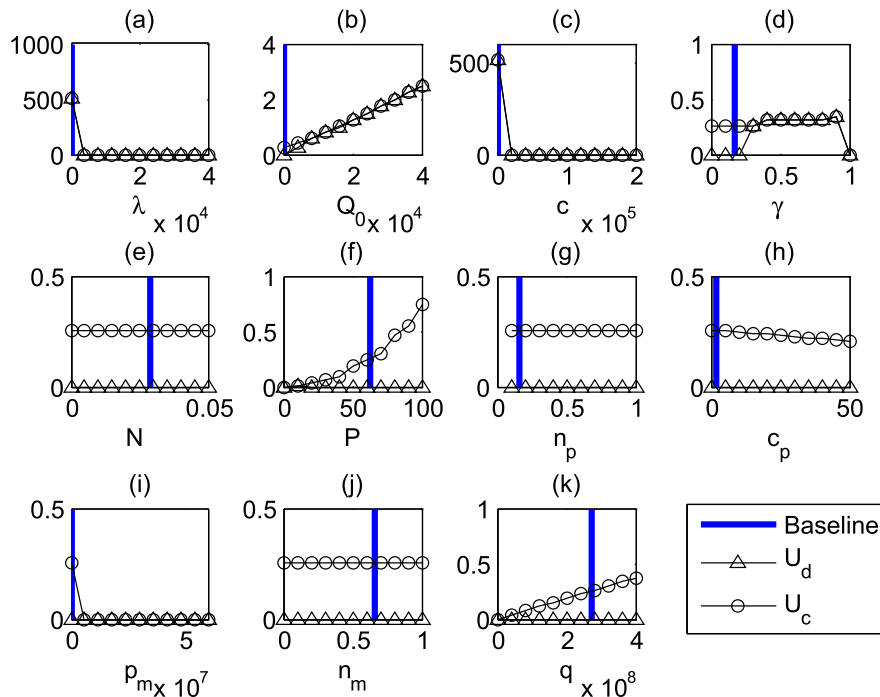 (a)
1000
500
0
0 2 4
λ
x 10^4
(b)
4
2
0
0 20 40
Q_0
x 10^4
(c)
500
0
0 1 2
c
x 10^5
(d)
1
0.5
0
0 0.5 1
γ
(e)
0.5
0
0 0.05
N
(f)
1
0.5
0
0 50 100
P
(g)
0.5
0
0 0.5 1
n_p
(h)
0.5
0
0 50
c_p
(i)
0.5
0
0 5
p_m
x 10^7
(j)
0.5
0
0 0.5 1
n_m
(k)
1
0.5
0
0 2 4
q
x 10^8
Baseline
U_d
U_c